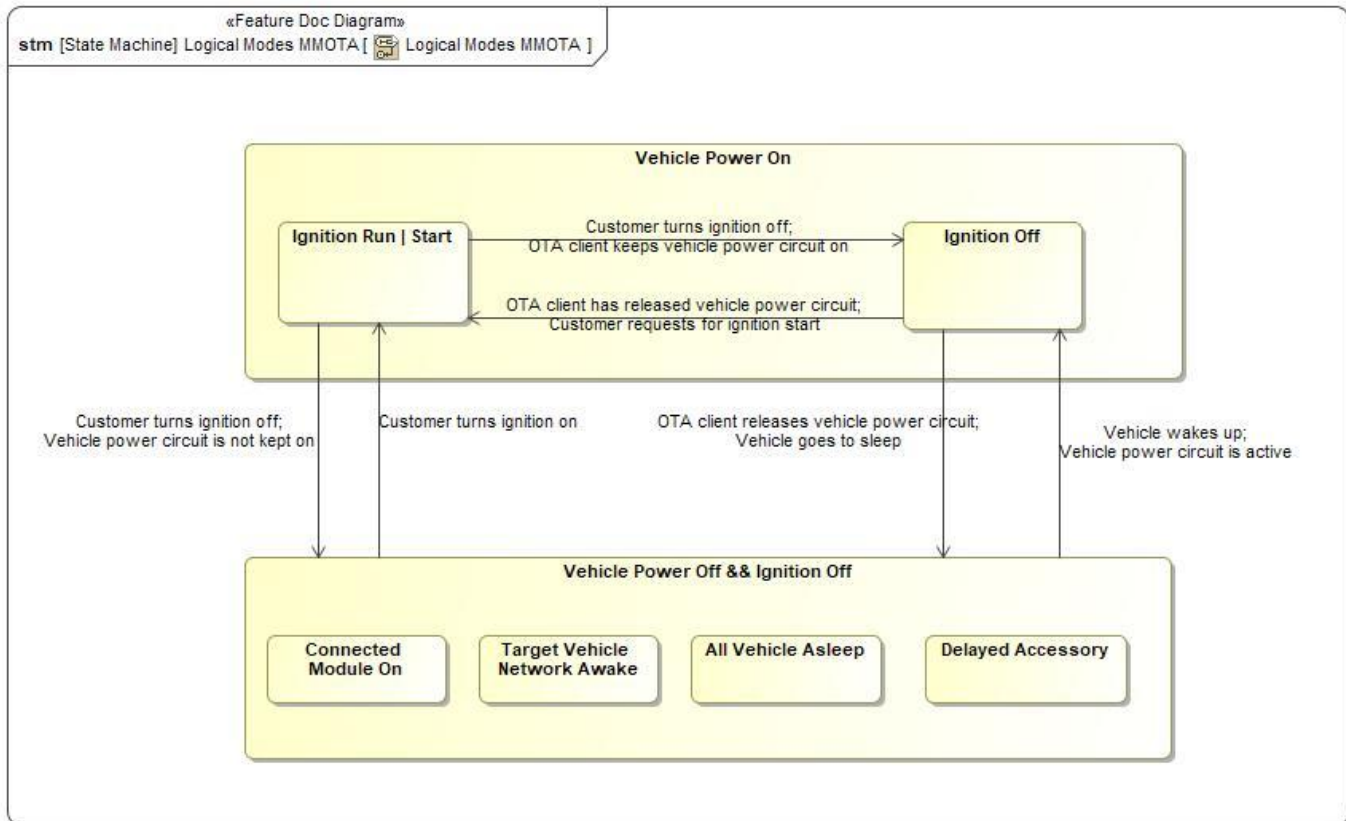 «Feature Doc Diagram»
stm [State Machine] Logical Modes MMOTA[ Logical Modes MMOTA ]
Vehicle Power On
Ignition Run | Start
Customer turns ignition off;
OTA client keeps vehicle power circuit on
Ignition Off
OTA client has released vehicle power circuit;
Customer requests for ignition start
Customer turns ignition off;
Vehicle power circuit is not kept on
Customer turns ignition on
OTA client releases vehicle power circuit;
Vehicle goes to sleep
Vehicle wakes up;
Vehicle power circuit is active
Vehicle Power Off && Ignition Off
Connected
Module On
Target Vehicle
Network Awake
All Vehicle Asleep
Delayed Accessory